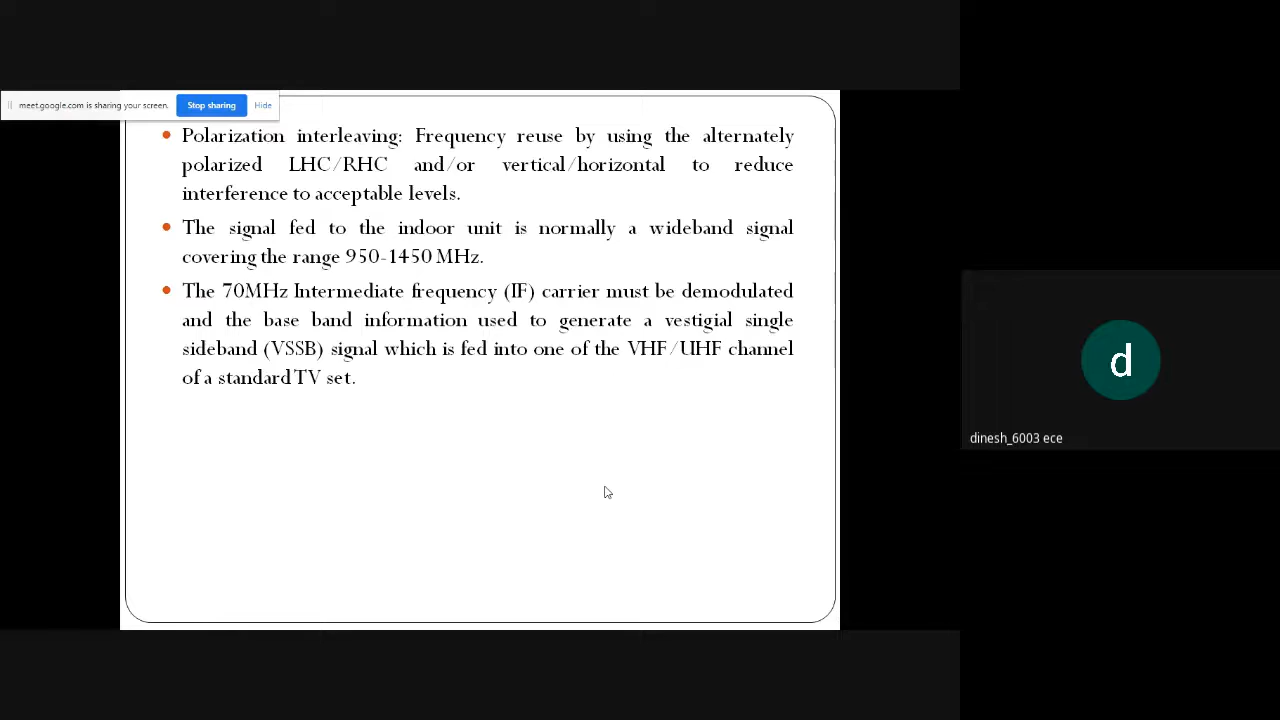 meet.google.com is sharing your screen. Stop sharing Hide
Polarization interleaving: Frequency reuse by using the alternately
polarized LHC/RHC and/or vertical/horizontal to reduce
interference to acceptable levels.
The signal fed to the indoor unit is normally a wideband signal
covering the range 950-1450 MHz.
The 70MHz Intermediate frequency (IF) carrier must be demodulated
and the base band information used to generate a vestigial single
sideband (VSSB) signal which is fed into one of the VHF/UHF channel
of a standard TV set.
d
dinesh_6003 ece